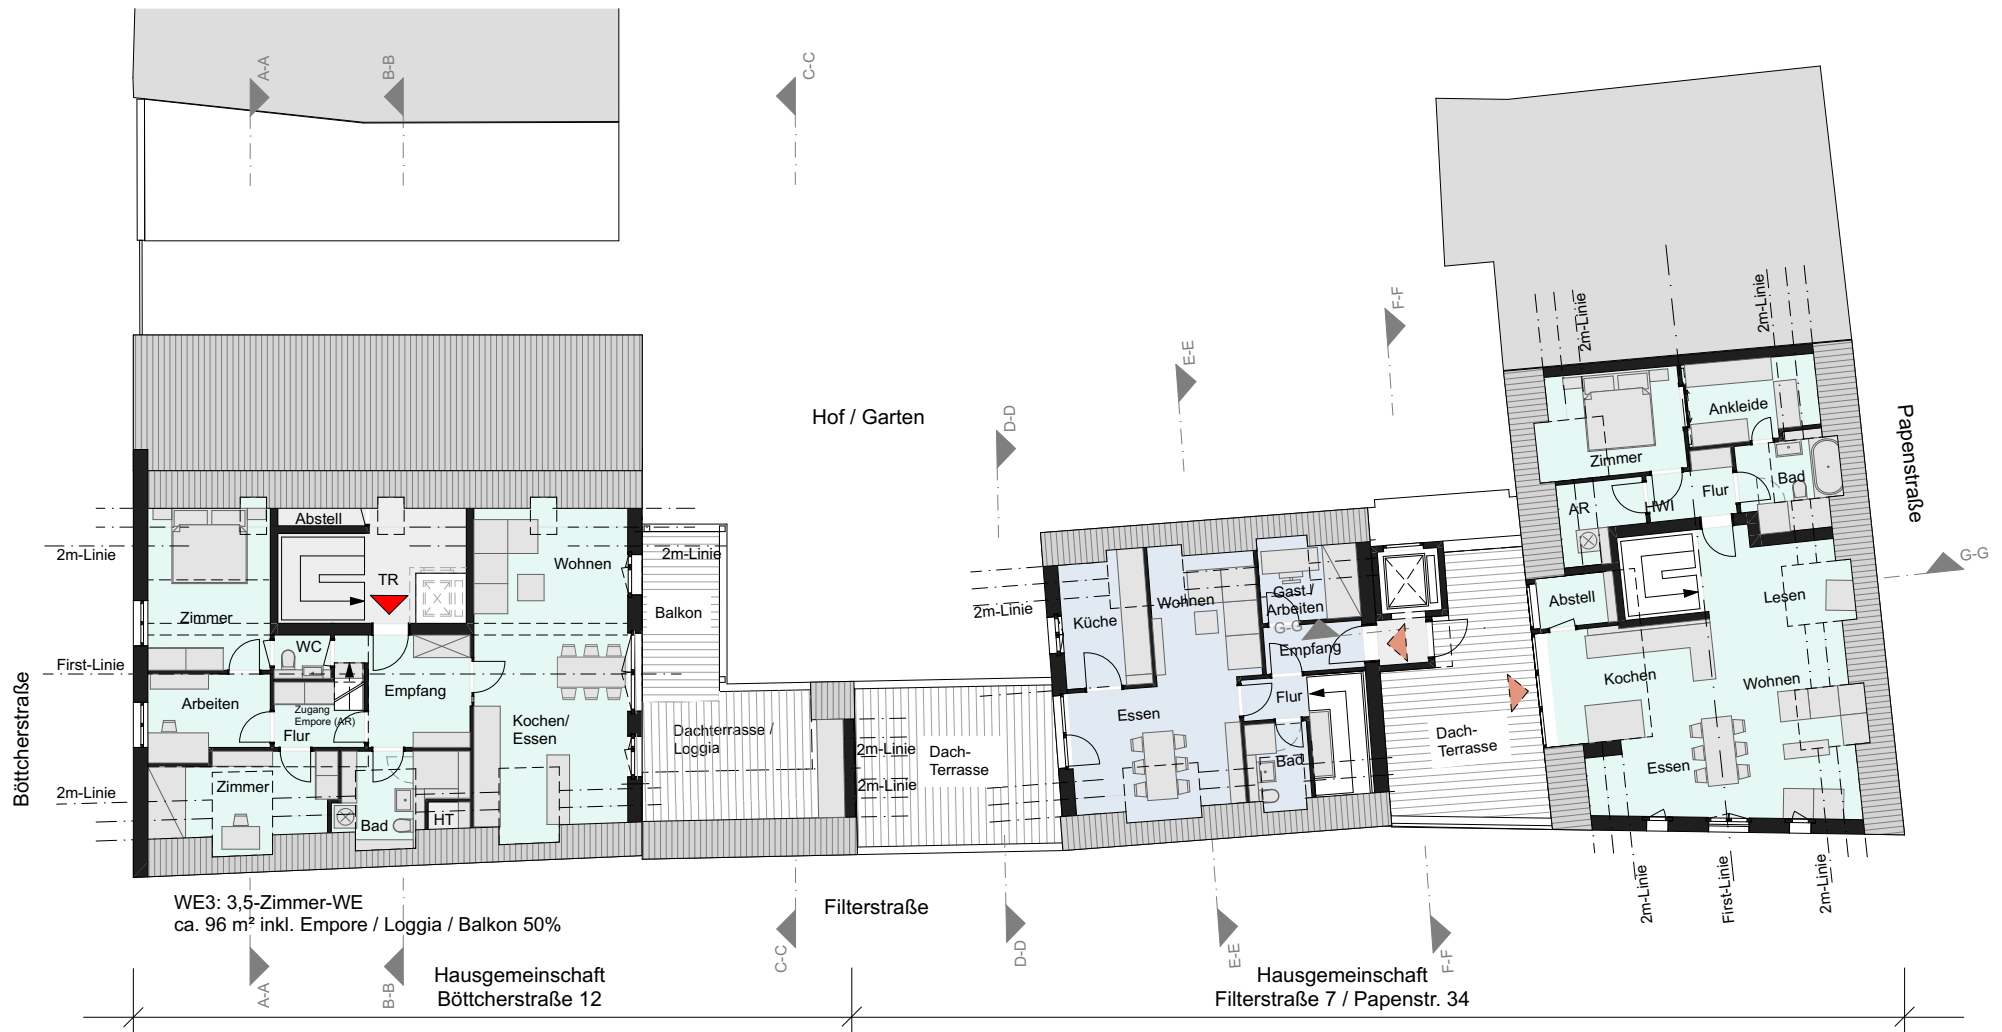 A-A
B-B
C-C
Hof / Garten
D-D
E-E
F-F
2m-Linie
2m-Linie
Papenstraße
G-G
Böttcherstraße
2m-Linie
First-Linie
2m-Linie
Abstell
TR
Zimmer
WC
Arbeiten
Zugang
Empore (AR)
Flur
Empfang
Zimmer
Bad
HT
Wohnen
Kochen/
Essen
2m-Linie
Balkon
Dachterrasse /
Loggia
2m-Linie
2m-Linie
Dach-
Terrasse
2m-Linie
Küche
Wohnen
Gast /
Arbeiten
G-G
Empfang
Essen
Flur
Bad
Dach-
Terrasse
Zimmer
Ankleide
Bad
Flur
HWI
AR
Abstell
Lesen
Kochen
Wohnen
Essen
2m-Linie
First-Linie
2m-Linie
WE3: 3,5-Zimmer-WE
ca. 96 m² inkl. Empore / Loggia / Balkon 50%
Filterstraße
A-A
B-B
C-C
D-D
E-E
F-F
Hausgemeinschaft
Böttcherstraße 12
Hausgemeinschaft
Filterstraße 7 / Papenstr. 34